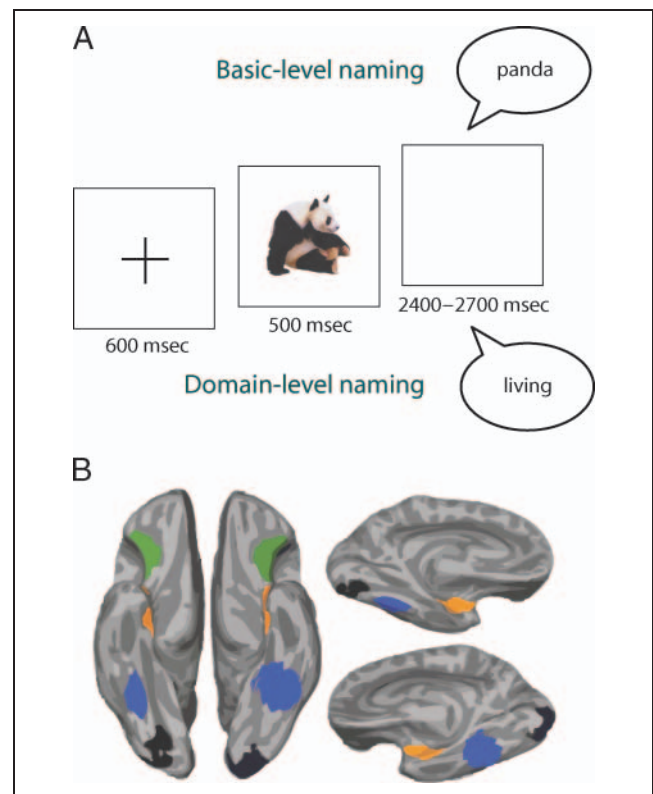 A
Basic-level naming
panda
600 msec
500 msec
2400–2700 msec
Domain-level naming
living
B